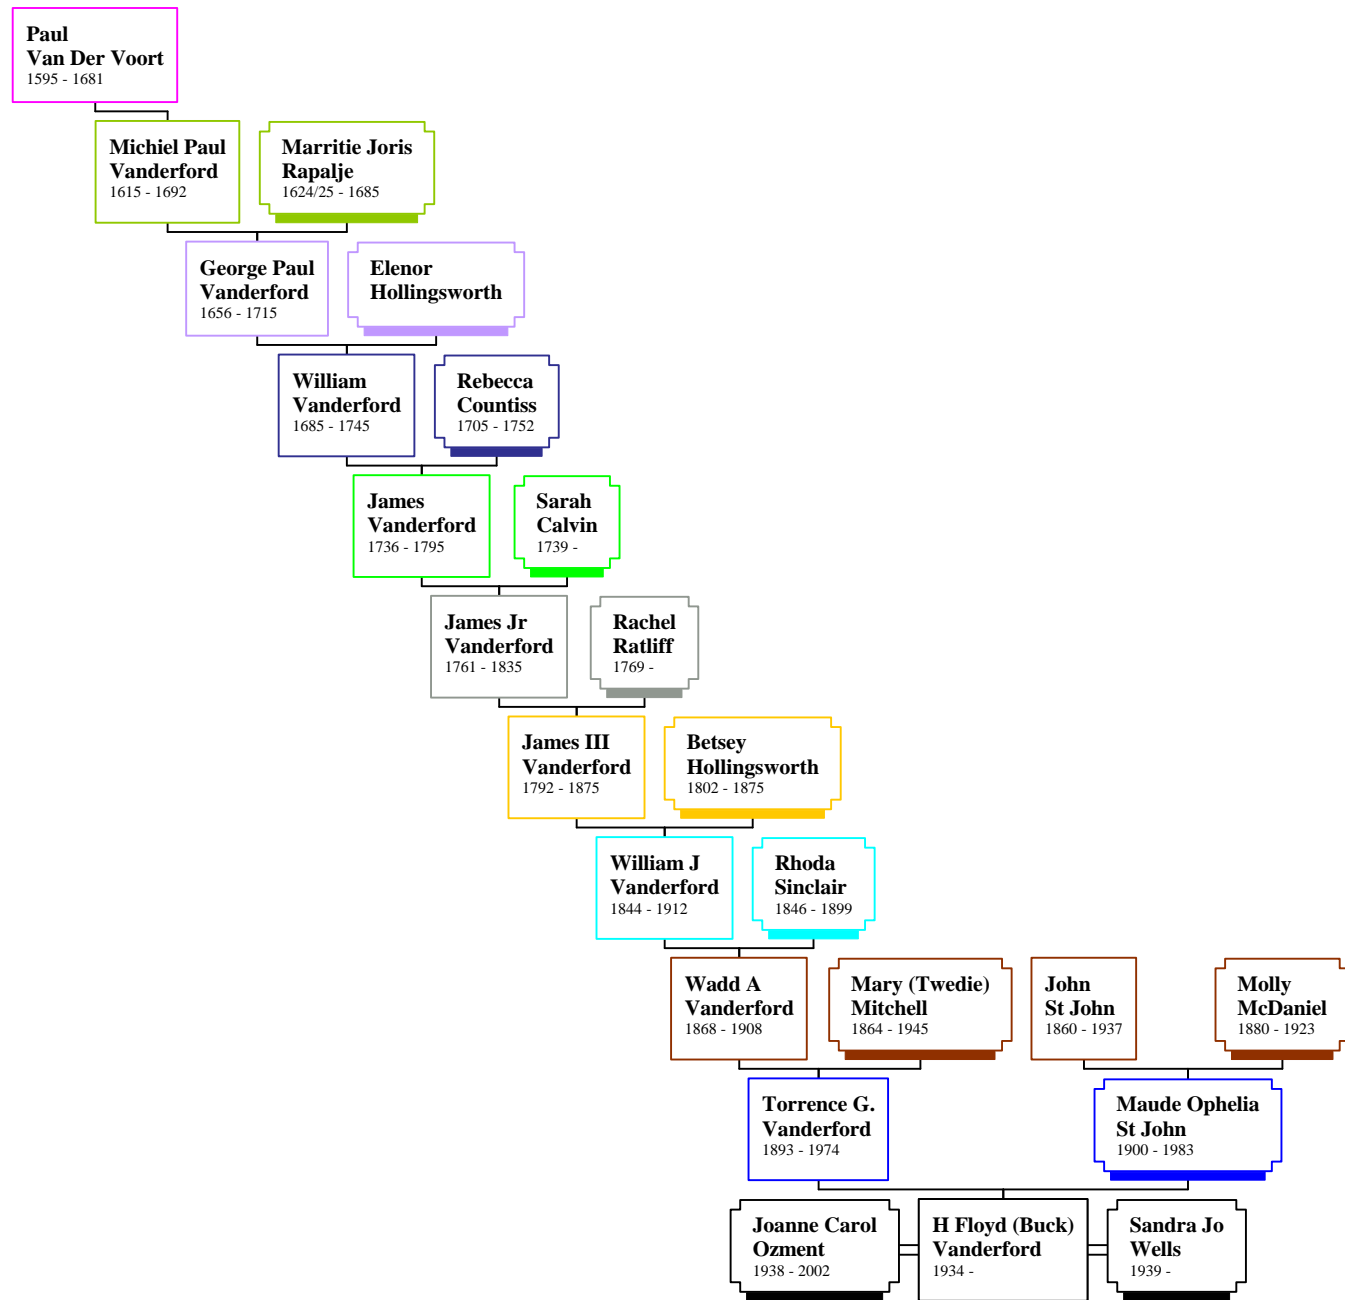 Paul
Van Der Voort
1595 - 1681
Michiel Paul
Vanderford
1615 - 1692
Marritie Joris
Rapalje
1624/25 - 1685
George Paul
Vanderford
1656 - 1715
Elenor
Hollingsworth
William
Vanderford
1685 - 1745
Rebecca
Countiss
1705 - 1752
James
Vanderford
1736 - 1795
Sarah
Calvin
1739 -
James Jr
Vanderford
1761 - 1835
Rachel
Ratliff
1769 -
James III
Vanderford
1792 - 1875
Betsey
Hollingsworth
1802 - 1875
William J
Vanderford
1844 - 1912
Rhoda
Sinclair
1846 - 1899
Wadd A
Vanderford
1868 - 1908
Mary (Twedie)
Mitchell
1864 - 1945
John
St John
1860 - 1937
Molly
McDaniel
1880 - 1923
Torrence G.
Vanderford
1893 - 1974
Maude Ophelia
St John
1900 - 1983
Joanne Carol
Ozment
1938 - 2002
H Floyd (Buck)
Vanderford
1934 -
Sandra Jo
Wells
1939 -